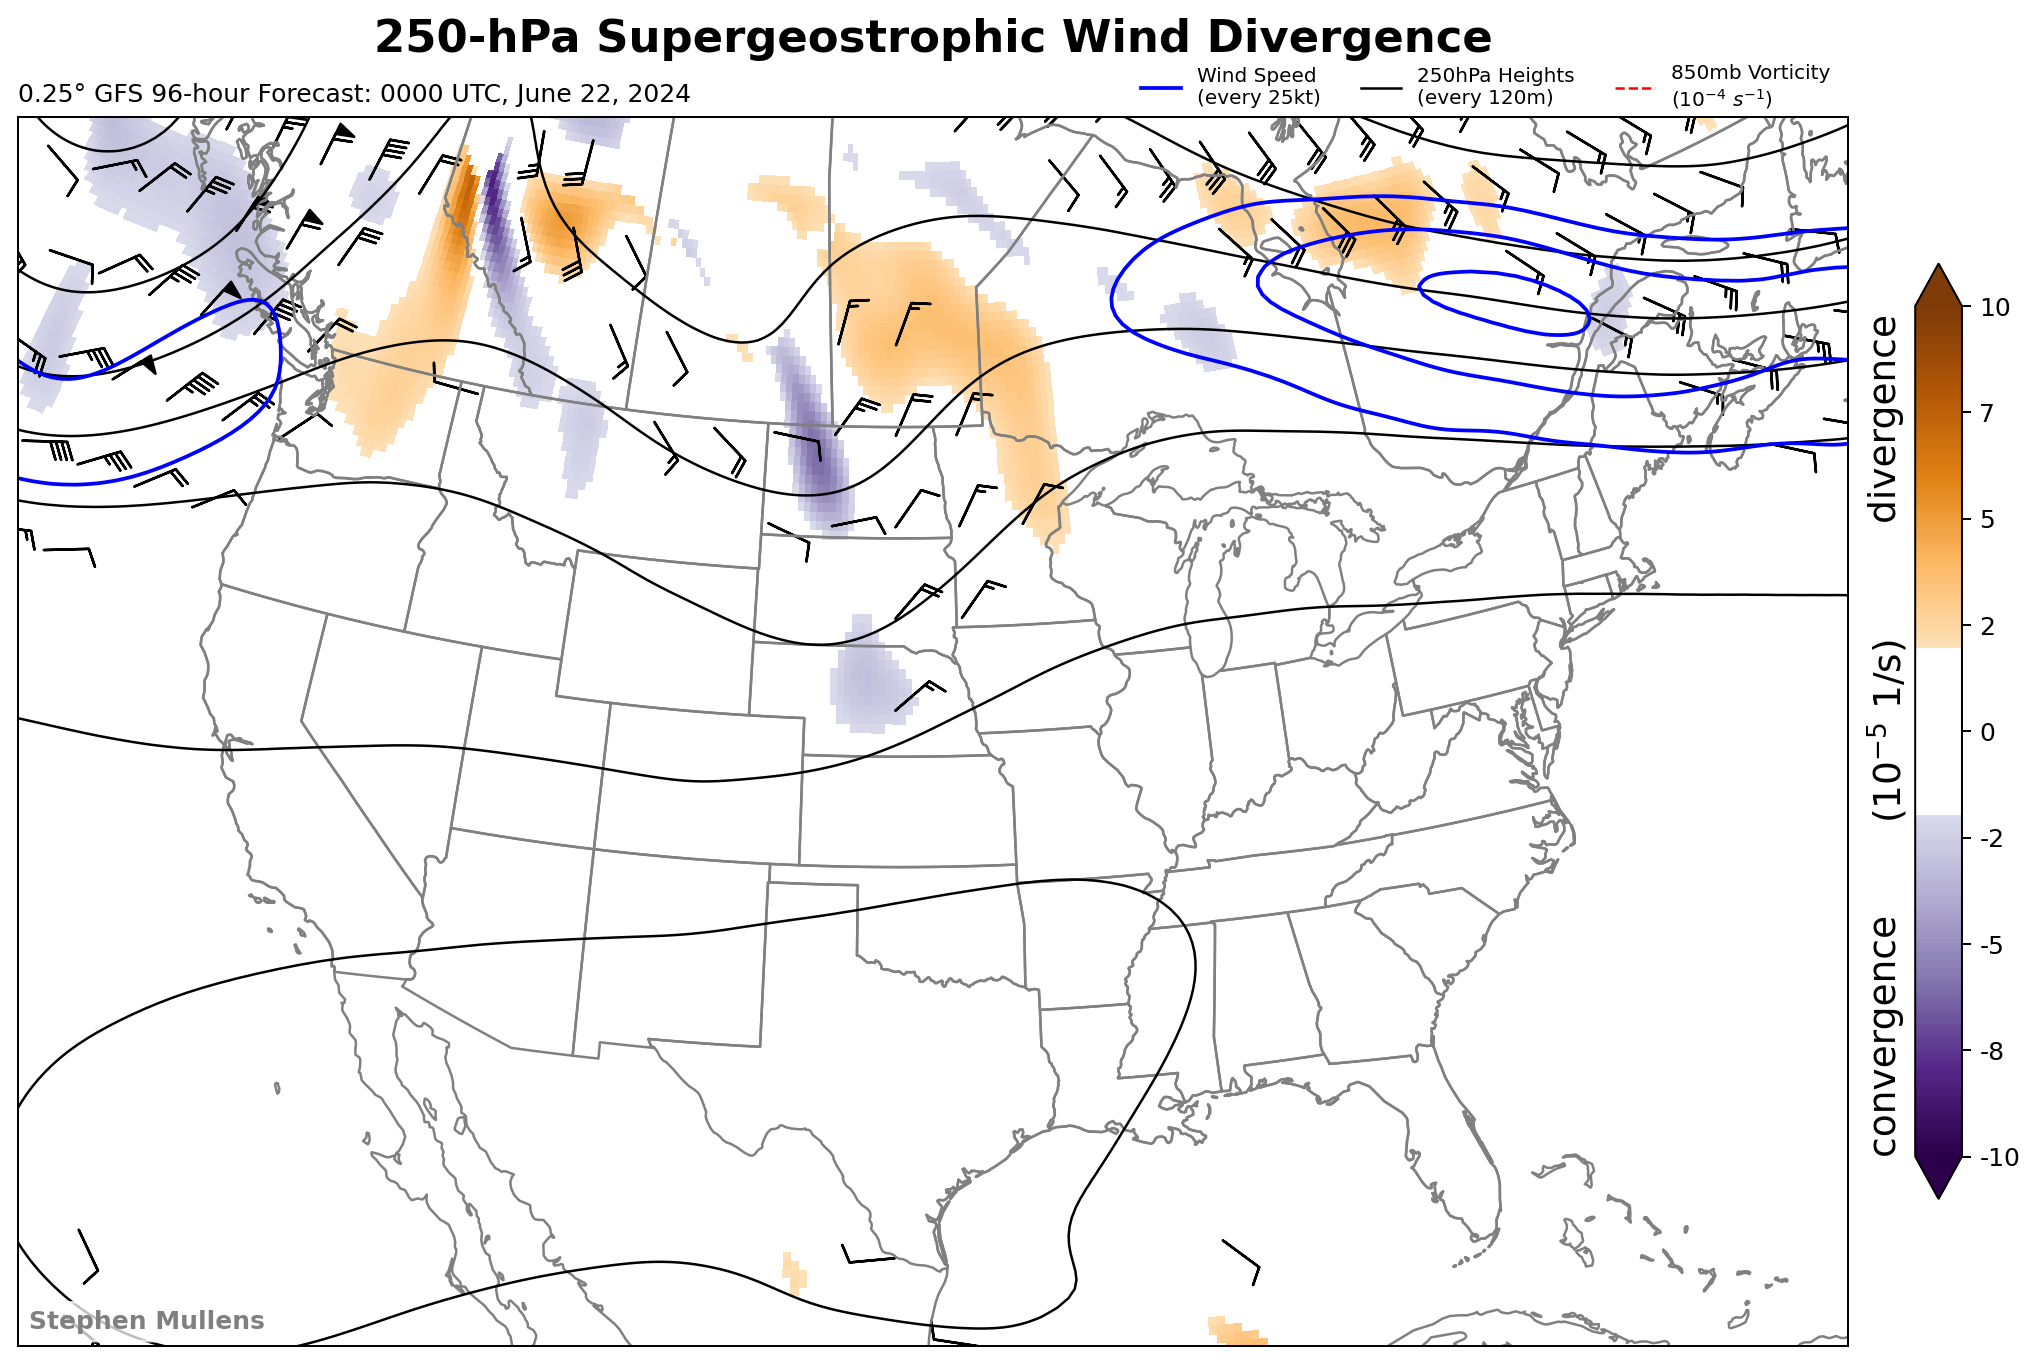 250-hPa Supergeostrophic Wind Divergence
0.25° GFS 96-hour Forecast: 0000 UTC, June 22, 2024
Wind Speed
(every 25kt)
250hPa Heights
(every 120m)
850mb Vorticity
(10⁻⁴ s⁻¹)
10
7
5
2
0
-2
-5
-8
-10
convergence (10⁻⁵ 1/s) divergence
Stephen Mullens